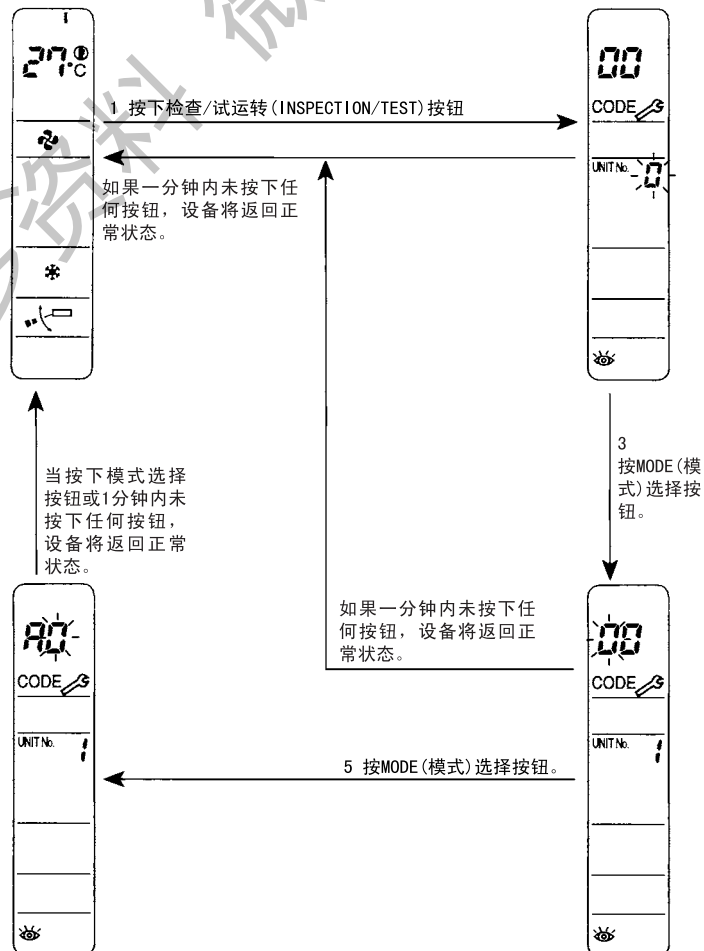 27°C
00
CODE
1 按下检查/试运转(INSPECTION/TEST)按钮
UNIT No. 0
如果一分钟内未按下任
何按钮，设备将返回正
常状态。
3
按MODE(模
式)选择按
钮。
当按下模式选择
按钮或1分钟内未
按下任何按钮，
设备将返回正常
状态。
如果一分钟内未按下任
何按钮，设备将返回正
常状态。
A0
CODE
UNIT No. 1
00
CODE
UNIT No. 1
5 按MODE(模式)选择按钮。
资料